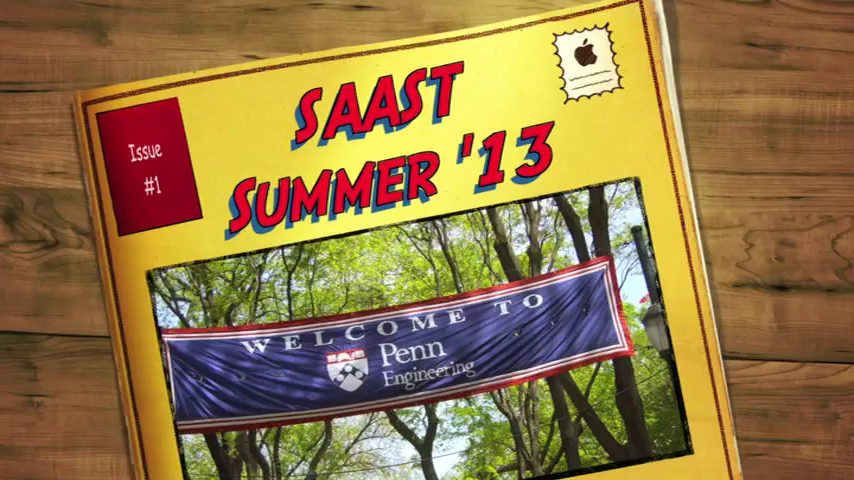 SAAST
SUMMER '13
Issue
#1
WELCOME TO
Penn
Engineering